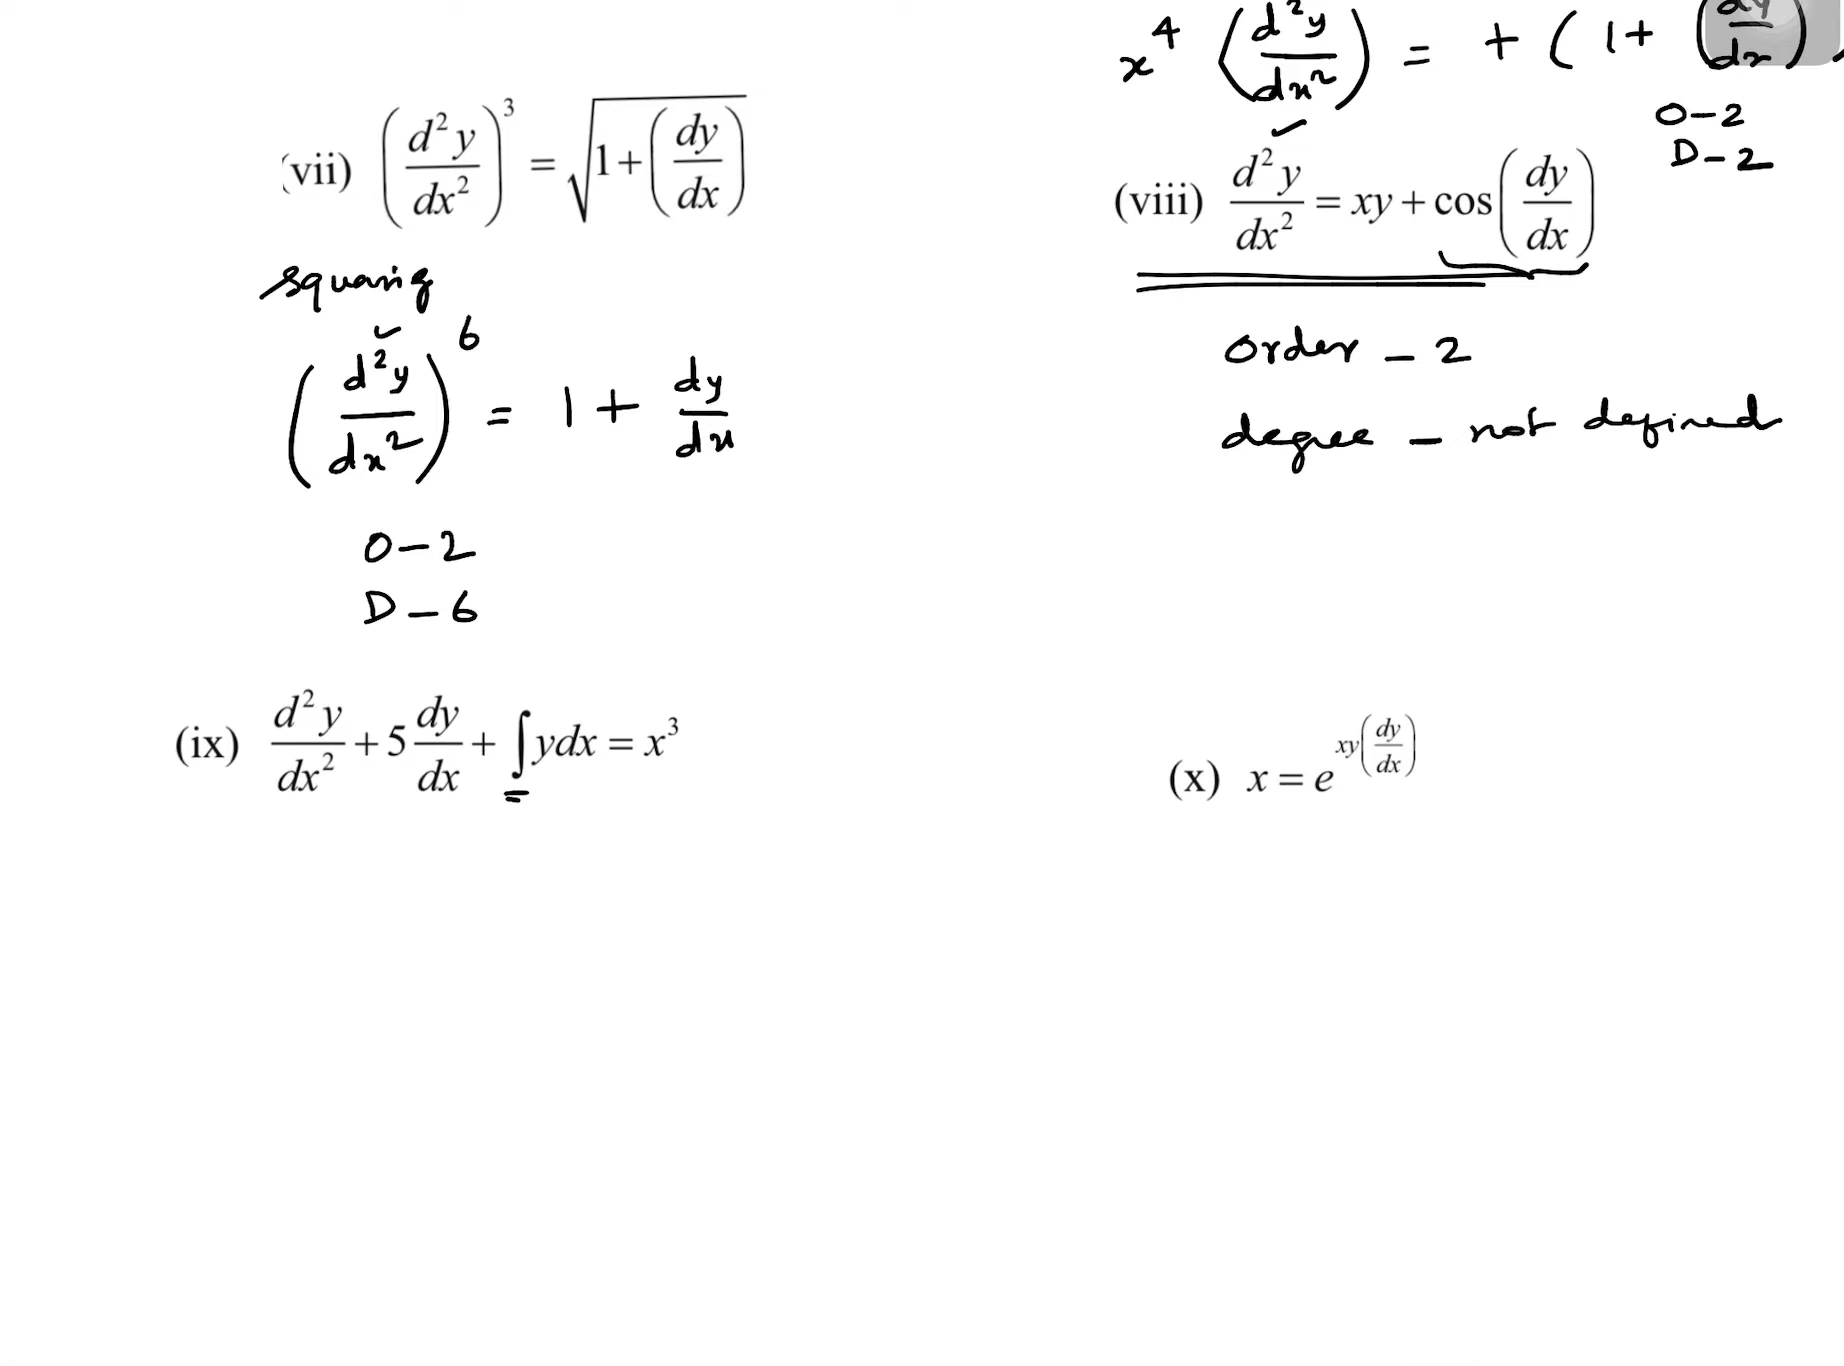 x⁴ (d²y/dx²) = + (1 + (dy/dx)
O-2
D-2
(vii) (d²y/dx²)³ = √(1+(dy/dx))
squaring
(d²y/dx²)⁶ = 1 + dy/dx
O-2
D-6
(viii) d²y/dx² = xy + cos(dy/dx)
order - 2
degree - not defined
(ix) d²y/dx² + 5 dy/dx + ∫ydx = x³
(x) x = e^(xy(dy/dx))